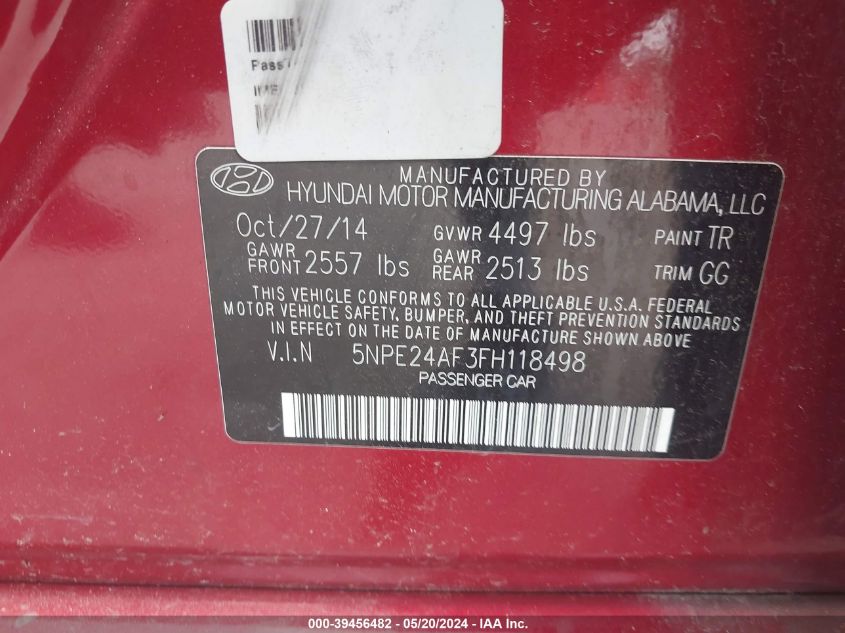 Pass
MANUFACTURED BY
HYUNDAI MOTOR MANUFACTURING ALABAMA, LLC
Oct/27/14 GVWR 4497 lbs PAINT TR
GAWR FRONT 2557 lbs GAWR REAR 2513 lbs TRIM GG
THIS VEHICLE CONFORMS TO ALL APPLICABLE U.S.A. FEDERAL
MOTOR VEHICLE SAFETY, BUMPER, AND THEFT PREVENTION STANDARDS
IN EFFECT ON THE DATE OF MANUFACTURE SHOWN ABOVE.
V.I.N 5NPE24AF3FH118498
PASSENGER CAR
000-39456482 - 05/20/2024 - IAA Inc.